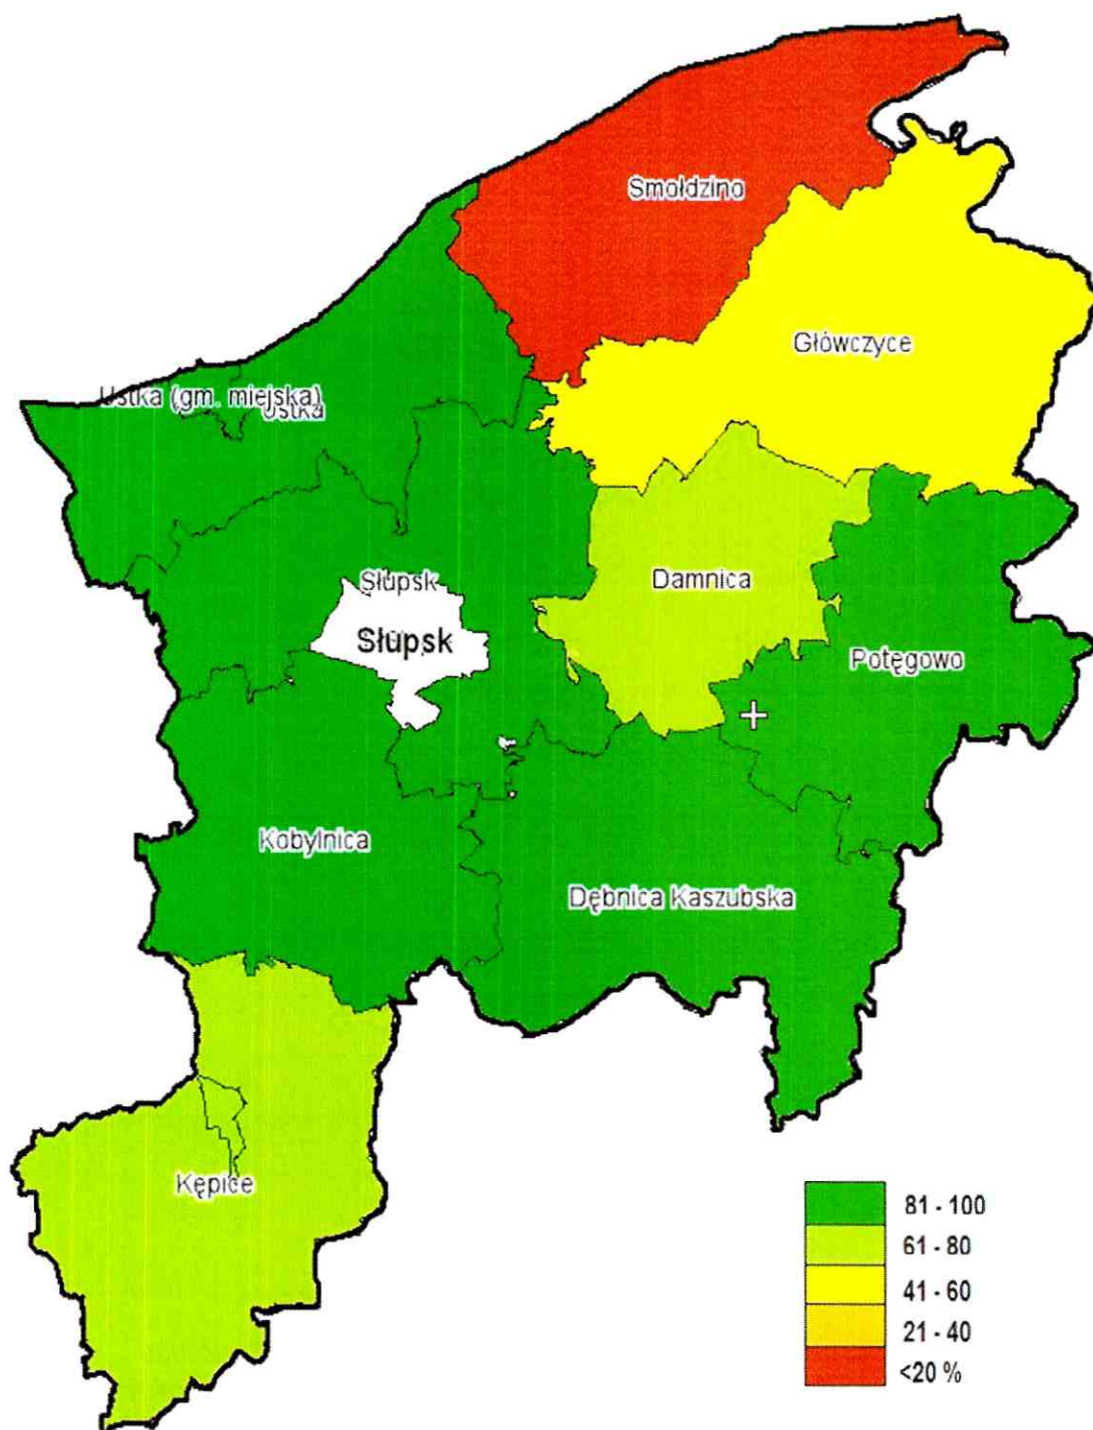 Smołdzino
Główczyce
Ustka (gm. miejska)
Ustka
Słupsk
Damnica
Słupsk
Potęgowo
Kobylnica
Dębnica Kaszubska
Kępice
81 - 100
61 - 80
41 - 60
21 - 40
<20 %